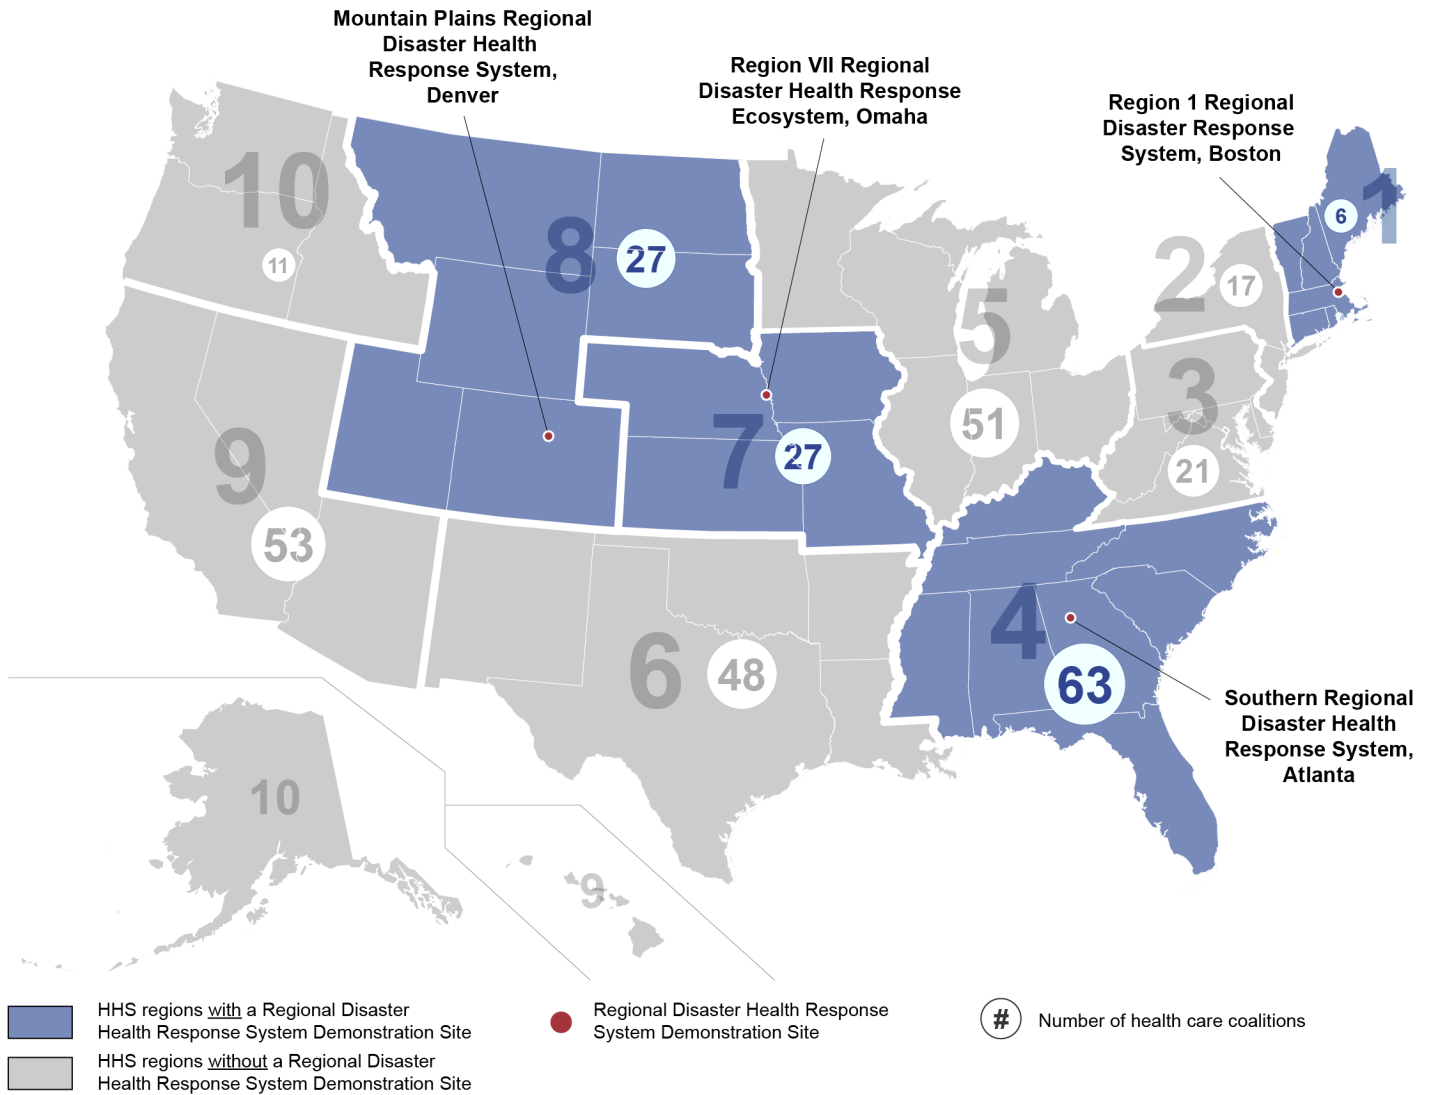 Mountain Plains Regional
Disaster Health
Response System,
Denver
Region VII Regional
Disaster Health Response
Ecosystem, Omaha
Region 1 Regional
Disaster Response
System, Boston
10
11
8
27
5
51
2
17
1
6
3
21
9
53
7
27
6
48
4
63
Southern Regional
Disaster Health
Response System,
Atlanta
10
9
HHS regions with a Regional Disaster
Health Response System Demonstration Site
HHS regions without a Regional Disaster
Health Response System Demonstration Site
Regional Disaster Health Response
System Demonstration Site
#
Number of health care coalitions